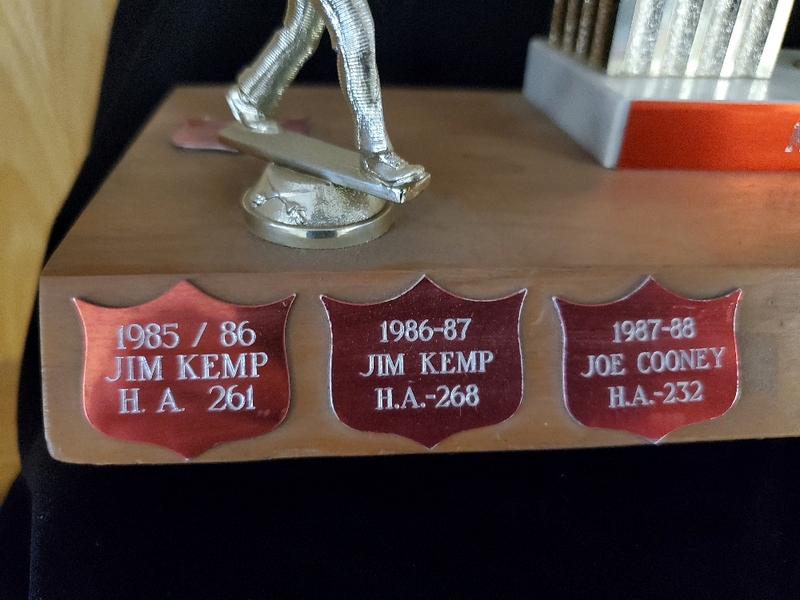 1985 / 86
JIM KEMP
H. A. 261
1986-87
JIM KEMP
H.A.-268
1987-88
JOE COONEY
H.A.-232